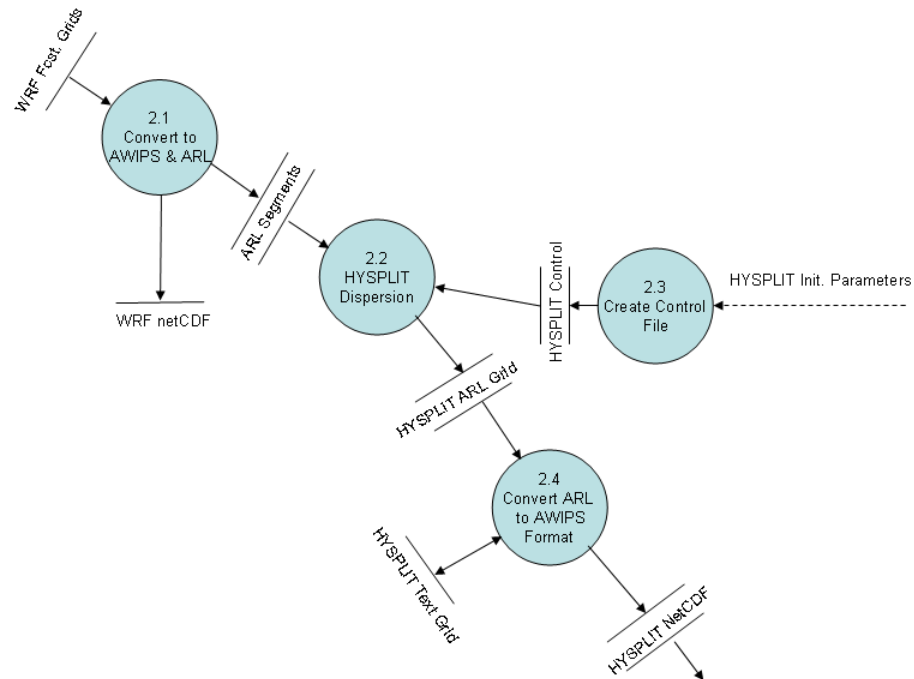 WRF Fcst. Grids
2.1
Convert to
AWIPS & ARL
ARL Segments
WRF netCDF
2.2
HYSPLIT
Dispersion
HYSPLIT Control
2.3
Create Control
File
HYSPLIT Init. Parameters
HYSPLIT ARL Grid
2.4
Convert ARL
to AWIPS
Format
HYSPLIT Text Grid
HYSPLIT NetCDF